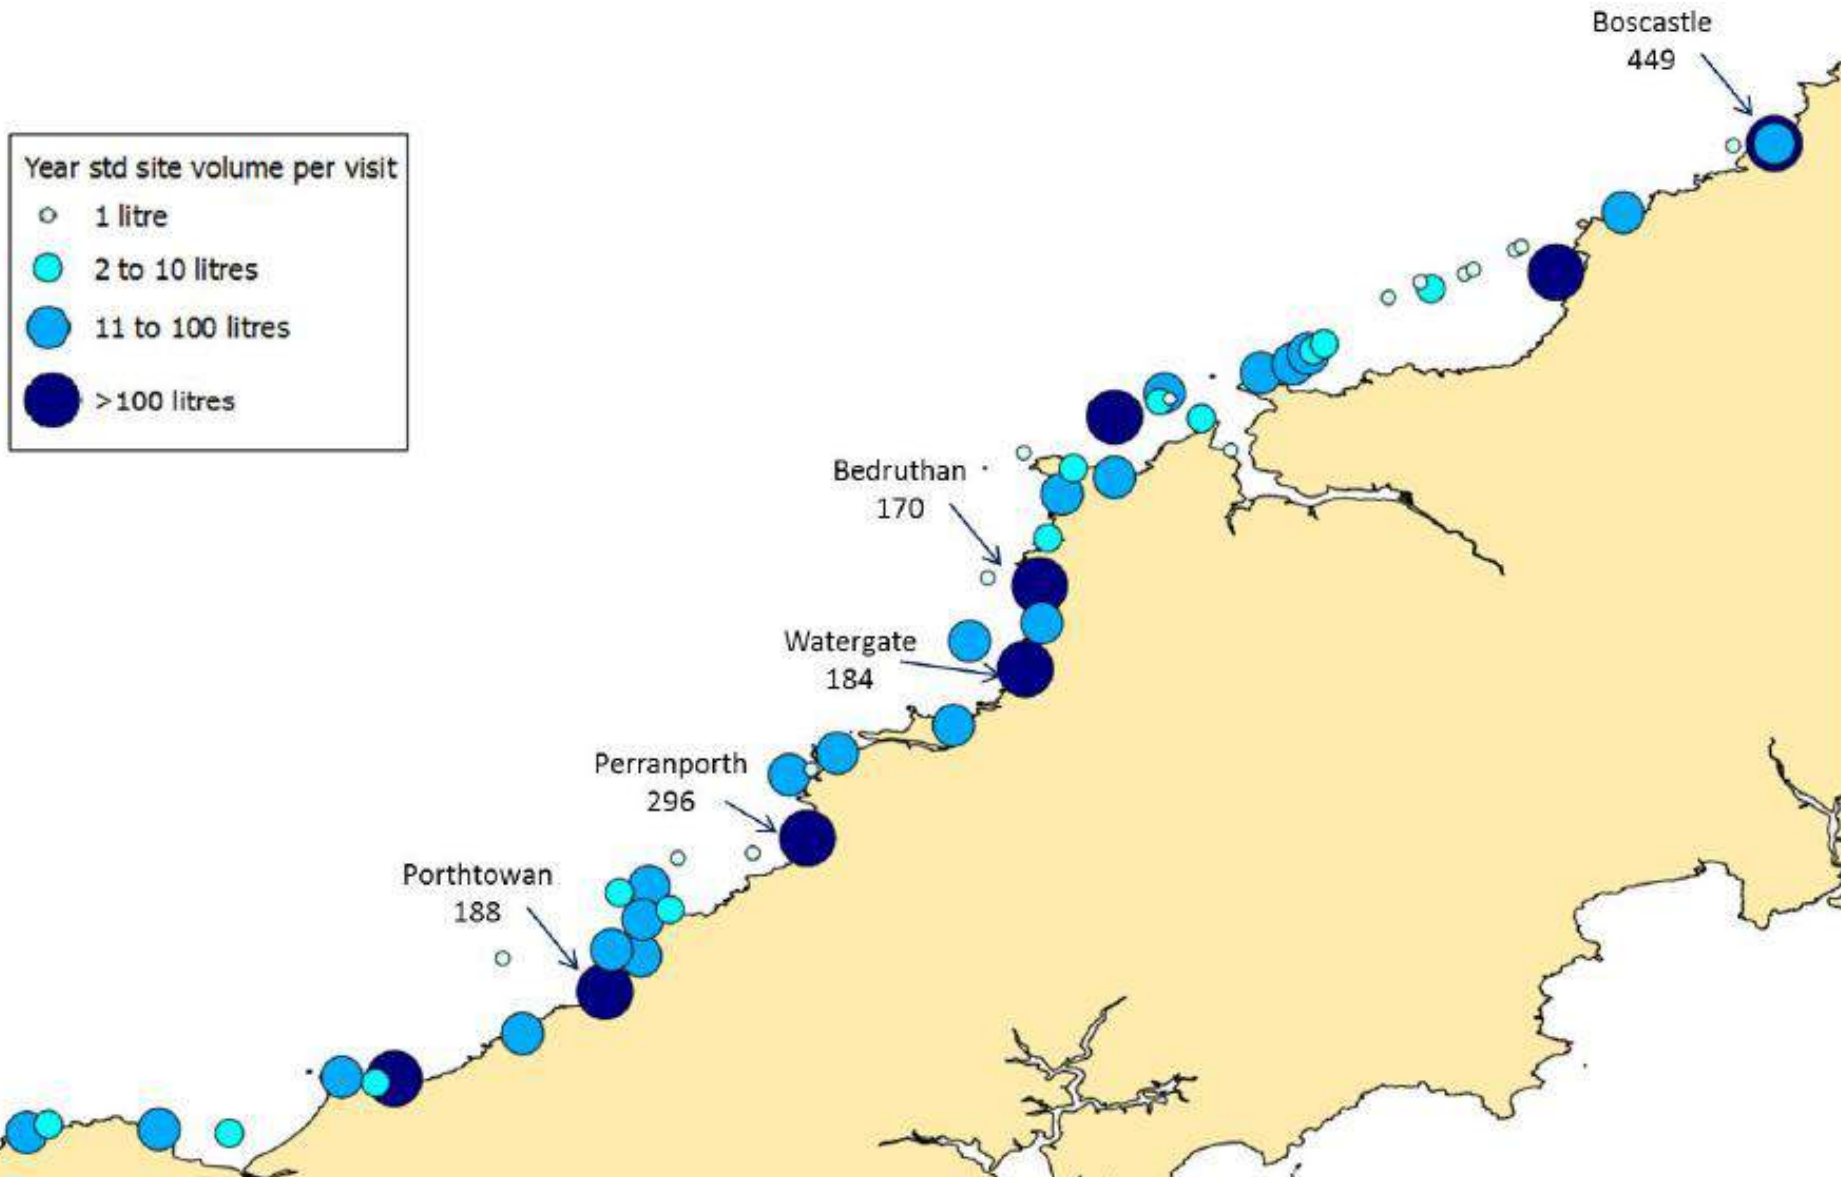 Boscastle
449
Year std site volume per visit
1 litre
2 to 10 litres
11 to 100 litres
>100 litres
Bedruthan
170
Watergate
184
Perranporth
296
Porthtowan
188